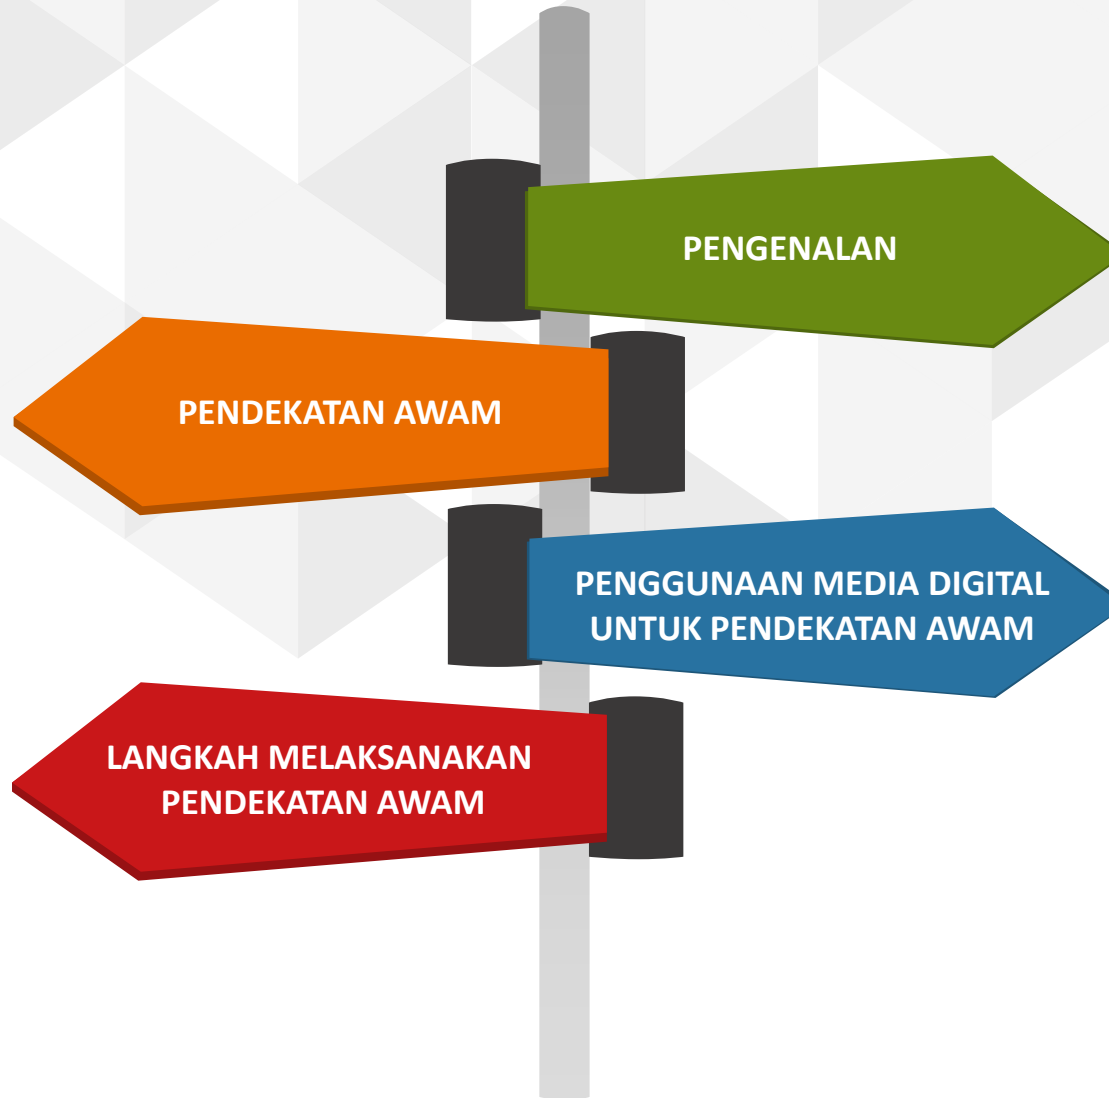 PENGENALAN
PENDEKATAN AWAM
PENGGUNAAN MEDIA DIGITAL
UNTUK PENDEKATAN AWAM
LANGKAH MELAKSANAKAN
PENDEKATAN AWAM